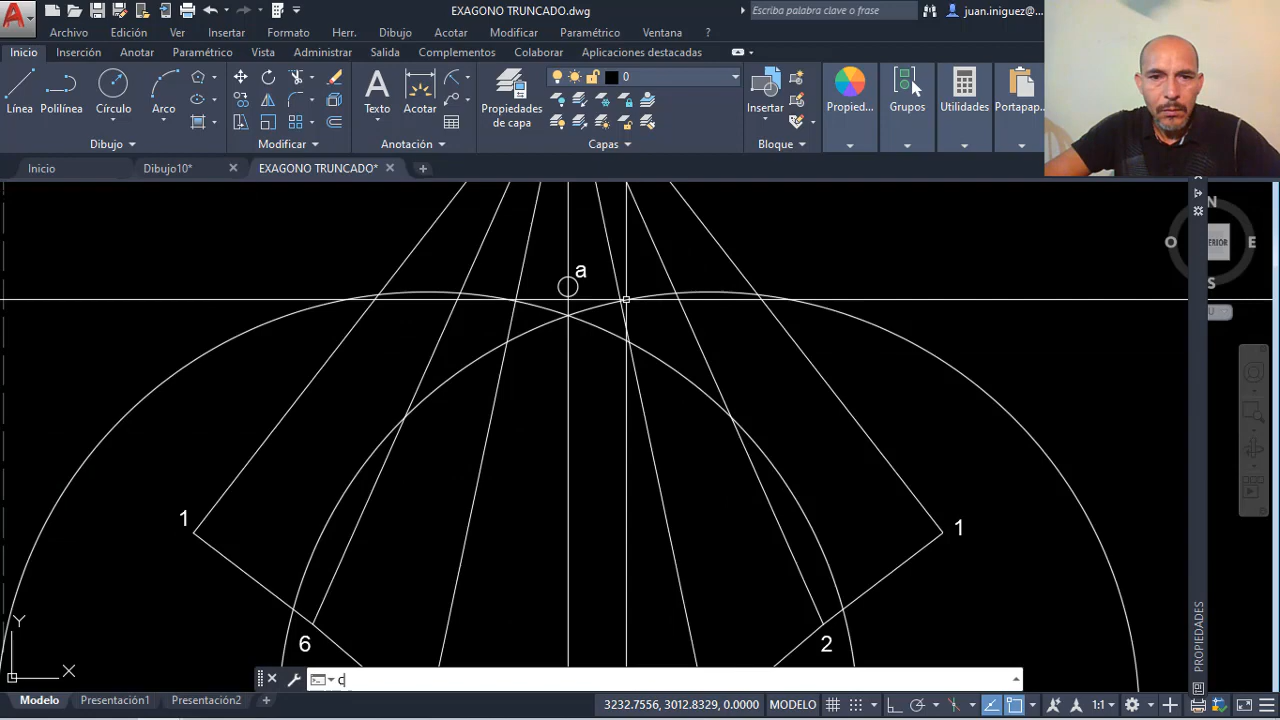 EXAGONO TRUNCADO.dwg
Escriba palabra clave o frase
juan.iniguez@...
Archivo Edición Ver Insertar Formato Herr. Dibujo Acotar Modificar Paramétrico Ventana ?
Inicio Inserción Anotar Paramétrico Vista Administrar Salida Complementos Colaborar Aplicaciones destacadas
0
Línea Polilínea Círculo Arco
Texto Acotar
Propiedades de capa
Insertar
Propied... Grupos Utilidades Portapap...
Dibujo Modificar Anotación Capas Bloque
Inicio Dibujo10* EXAGONO TRUNCADO*
N
O
ERIOR
E
S
U
a
1
1
6
2
Y
X
PROPIEDADES
c
Modelo Presentación1 Presentación2
3232.7556, 3012.8329, 0.0000 MODELO
1:1